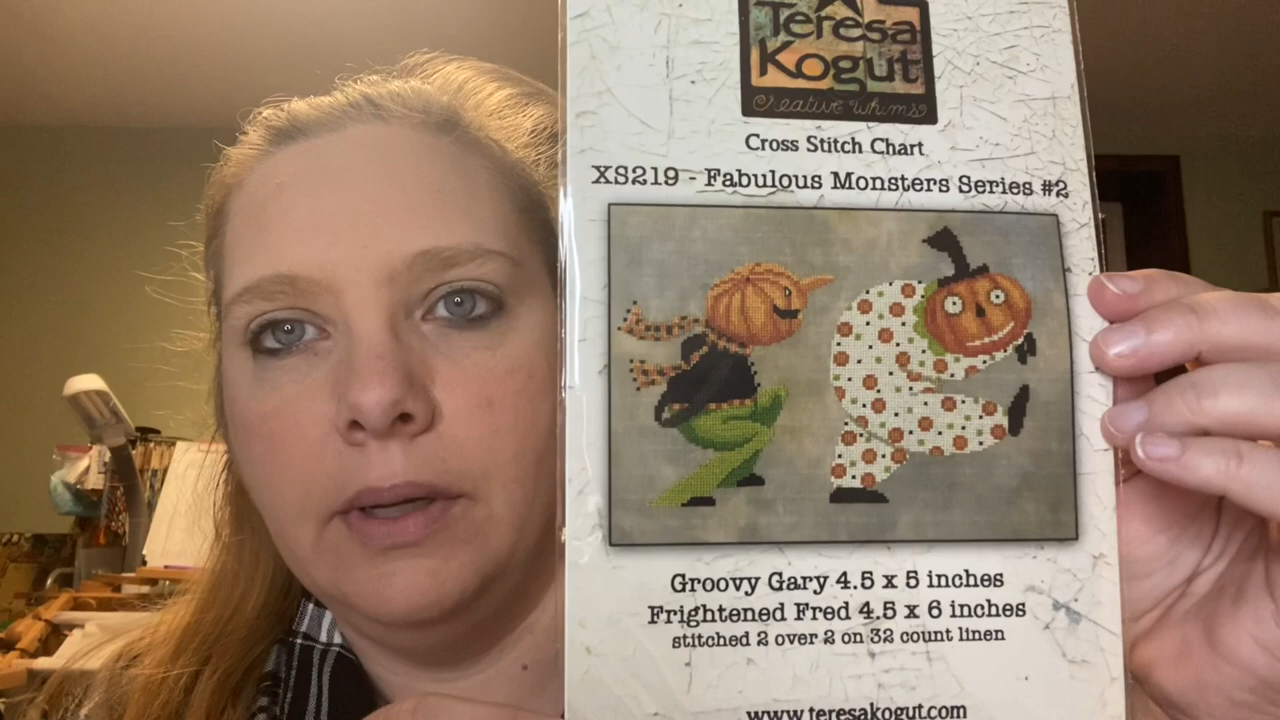 Teresa
Kogut
Creative whims
Cross Stitch Chart
XS219 - Fabulous Monsters Series #2
Groovy Gary 4.5 x 5 inches
Frightened Fred 4.5 x 6 inches
stitched 2 over 2 on 32 count linen
www.teresakogut.com